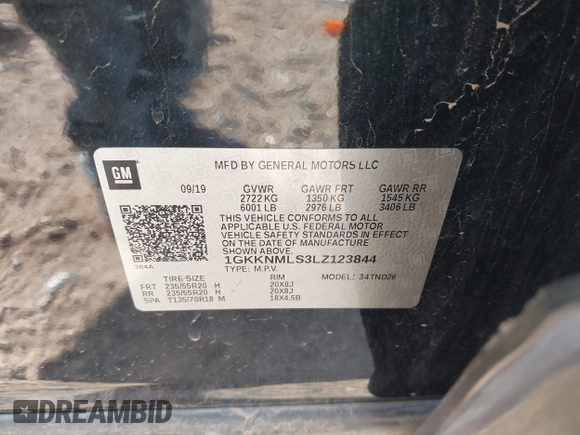 GM
MFD BY GENERAL MOTORS LLC
09/19 GVWR GAWR FRT GAWR RR
2722 KG 1350 KG 1545 KG
6001 LB 2976 LB 3406 LB
THIS VEHICLE CONFORMS TO ALL
APPLICABLE U.S. FEDERAL MOTOR
VEHICLE SAFETY STANDARDS IN EFFECT
ON THE DATE OF MANUFACTURE SHOWN ABOVE.
384A 1GKKNMLS3LZ123844
TYPE: M.P.V. MODEL: 34TND26
TIRE SIZE RIM
FRT 235/55R20 H 20X8J
RR 235/55R20 H 20X8J
SPA T135/70R18 M 18X4.5B
DREAMBID